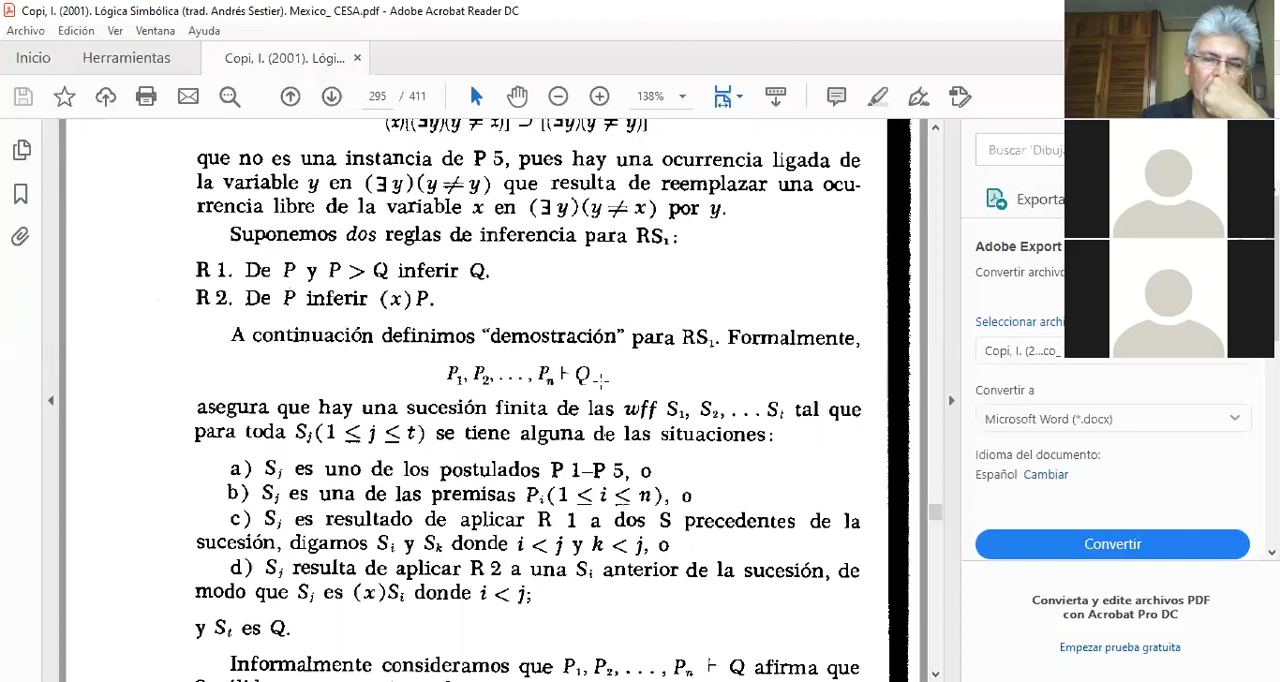 Copi, I. (2001). Lógica Simbólica (trad. Andrés Sestier). Mexico_ CESA.pdf - Adobe Acrobat Reader DC
Archivo Edición Ver Ventana Ayuda
Inicio Herramientas Copi, I. (2001). Lógi... ×
295 / 411 138%
que no es una instancia de P 5, pues hay una ocurrencia ligada de
la variable y en (∃y)(y ≠ y) que resulta de reemplazar una ocu-
rrencia libre de la variable x en (∃y)(y ≠ x) por y.
Suponemos dos reglas de inferencia para RS₁:
R 1. De P y P > Q inferir Q.
R 2. De P inferir (x)P.
A continuación definimos "demostración" para RS₁. Formalmente,
P₁, P₂, . . . , Pₙ ⊢ Q
asegura que hay una sucesión finita de las wff S₁, S₂, . . . Sₜ tal que
para toda Sⱼ(1 ≤ j ≤ t) se tiene alguna de las situaciones:
a) Sⱼ es uno de los postulados P 1–P 5, o
b) Sⱼ es una de las premisas Pᵢ(1 ≤ i ≤ n), o
c) Sⱼ es resultado de aplicar R 1 a dos S precedentes de la
sucesión, digamos Sᵢ y Sₖ donde i < j y k < j, o
d) Sⱼ resulta de aplicar R 2 a una Sᵢ anterior de la sucesión, de
modo que Sⱼ es (x)Sᵢ donde i < j;
y Sₜ es Q.
Informalmente consideramos que P₁, P₂, . . . , Pₙ ⊢ Q afirma que
Buscar 'Dibuj
Exporta
Adobe Export
Convertir archivo
Seleccionar archi
Copi, I. (2...co_
Convertir a
Microsoft Word (*.docx)
Idioma del documento:
Español Cambiar
Convertir
Convierta y edite archivos PDF
con Acrobat Pro DC
Empezar prueba gratuita